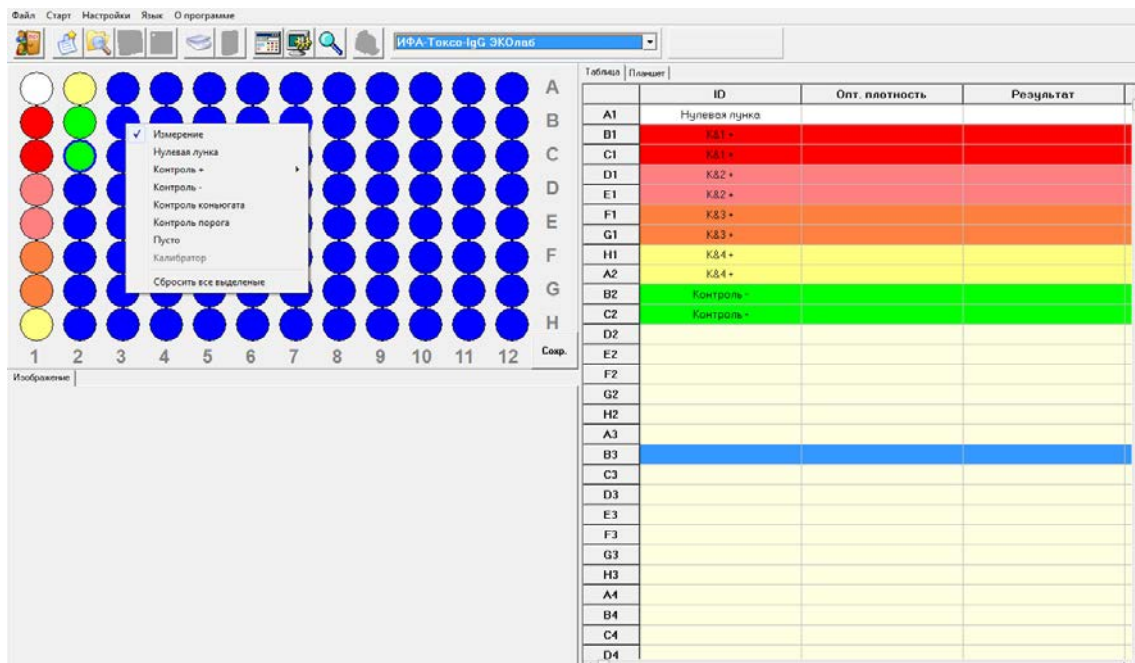 Файл Старт Настройки Язык О программе
ИФА-Токсо-IgG ЭКОлаб
A
B
C
D
E
F
G
H
1 2 3 4 5 6 7 8 9 10 11 12
Сохр.
Измерение
Нулевая лунка
Контроль +
Контроль -
Контроль коньюгата
Контроль порога
Пусто
Калибратор
Сбросить все выделеные
Изображение
Таблица Планшет
ID Опт. плотность Результат
A1 Нулевая лунка
B1 K&1 +
C1 K&1 +
D1 K&2 +
E1 K&2 +
F1 K&3 +
G1 K&3 +
H1 K&4 +
A2 K&4 +
B2 Контроль -
C2 Контроль -
D2
E2
F2
G2
H2
A3
B3
C3
D3
E3
F3
G3
H3
A4
B4
C4
D4